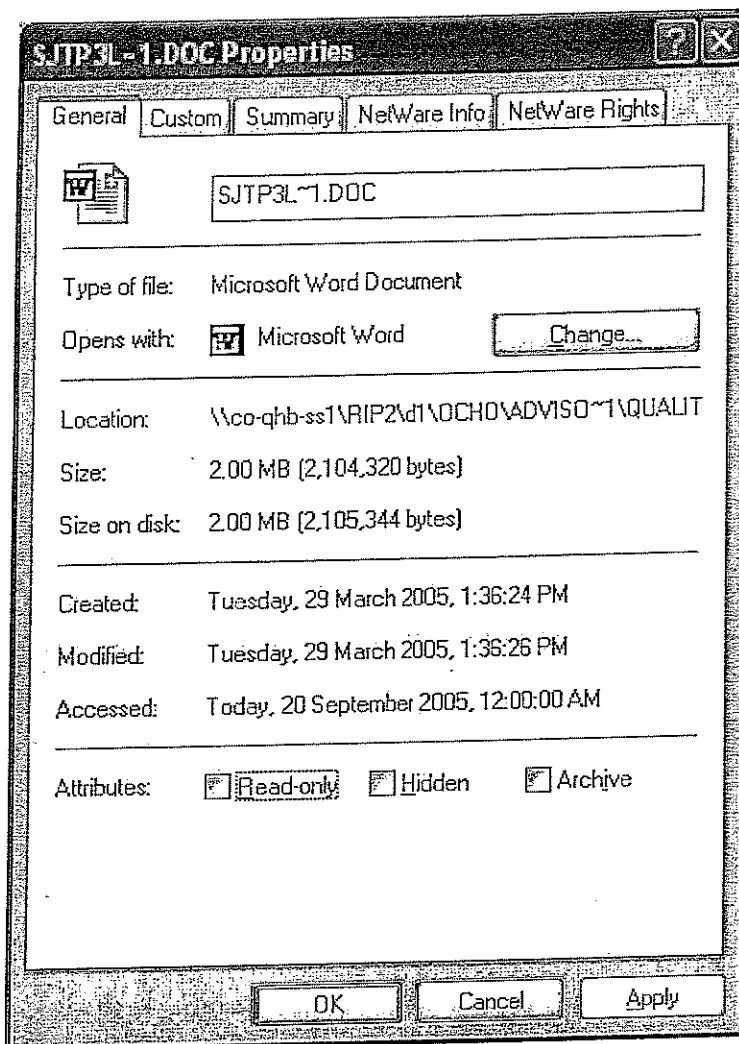 SJTP3L~1.DOC Properties
General Custom Summary NetWare Info NetWare Rights
SJTP3L~1.DOC
Type of file: Microsoft Word Document
Opens with: Microsoft Word Change...
Location: \\co-qhb-ss1\RIP2\d1\OCHO\ADVISO~1\QUALIT
Size: 2.00 MB (2,104,320 bytes)
Size on disk: 2.00 MB (2,105,344 bytes)
Created: Tuesday, 29 March 2005, 1:36:24 PM
Modified: Tuesday, 29 March 2005, 1:36:26 PM
Accessed: Today, 20 September 2005, 12:00:00 AM
Attributes: Read-only Hidden Archive
OK Cancel Apply